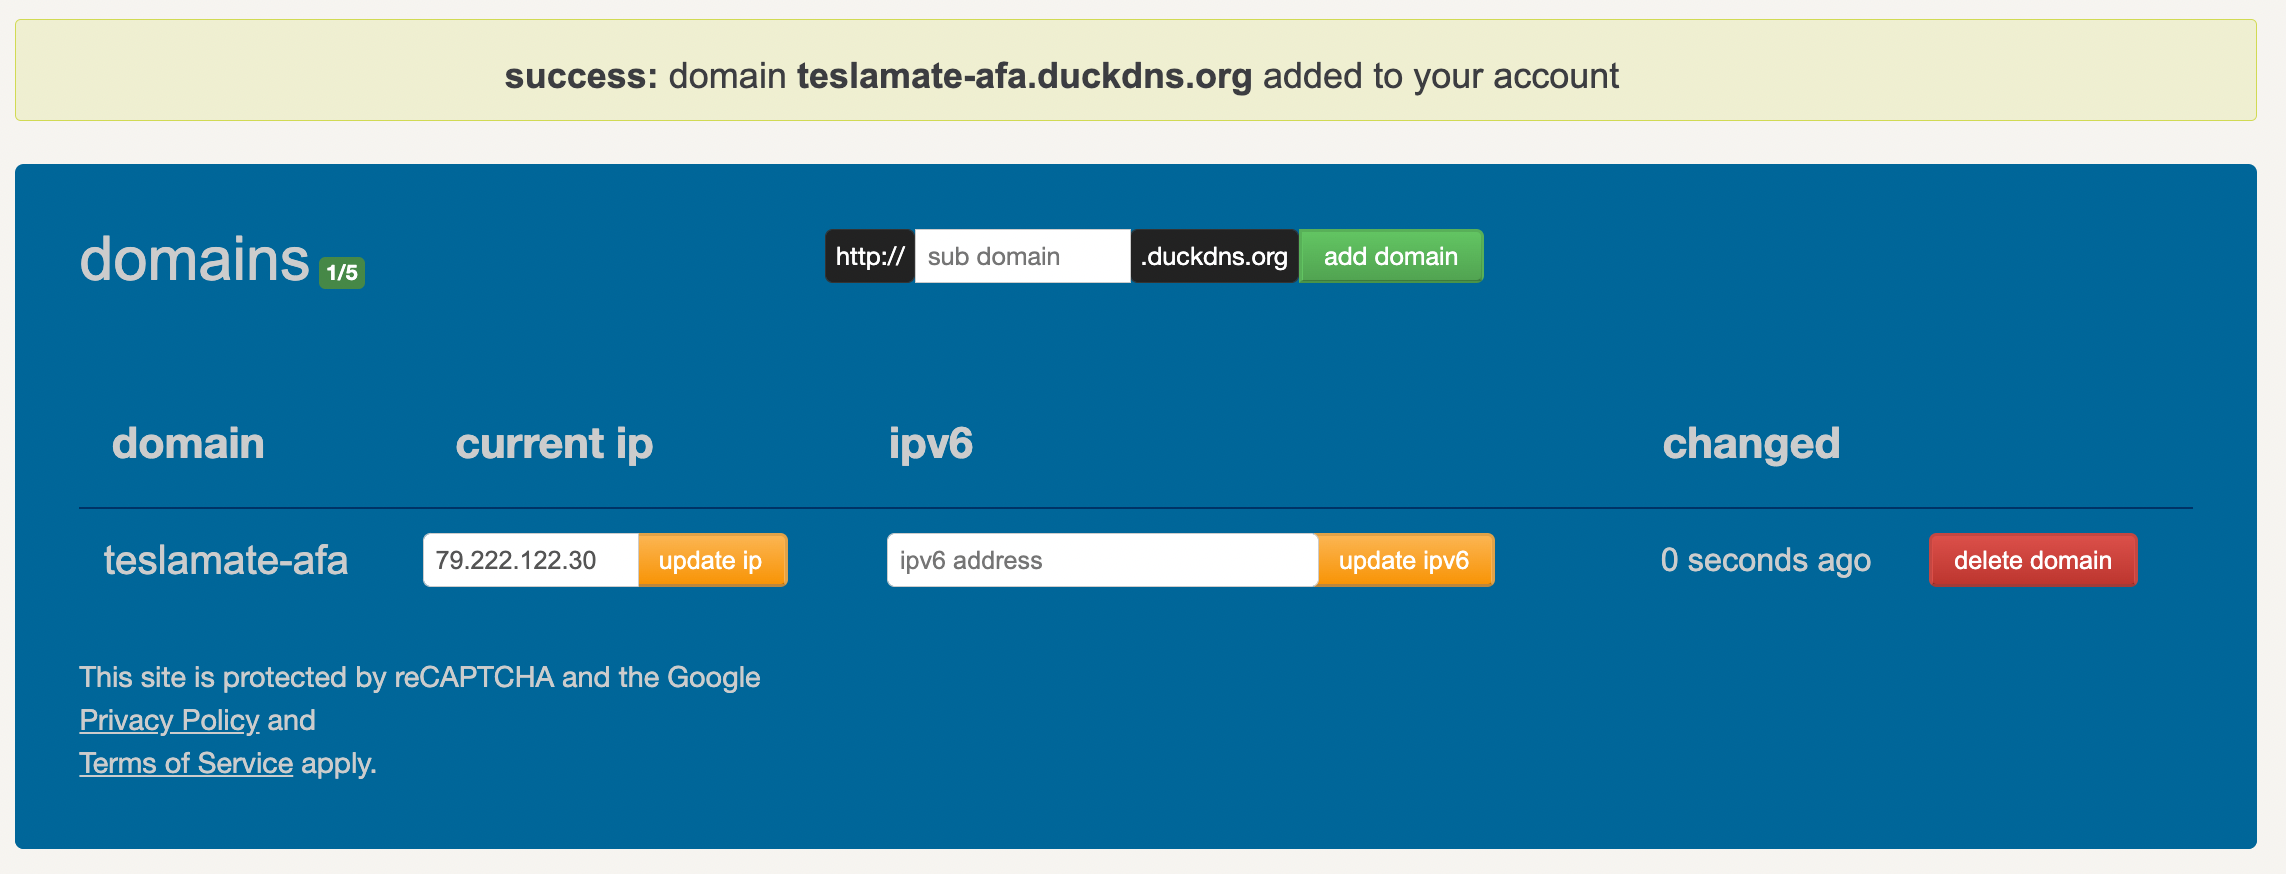 success: domain teslamate-afa.duckdns.org added to your account
domains 1/5
http:// sub domain .duckdns.org add domain
domain current ip ipv6 changed
teslamate-afa 79.222.122.30 update ip ipv6 address update ipv6 0 seconds ago delete domain
This site is protected by reCAPTCHA and the Google
Privacy Policy and
Terms of Service apply.